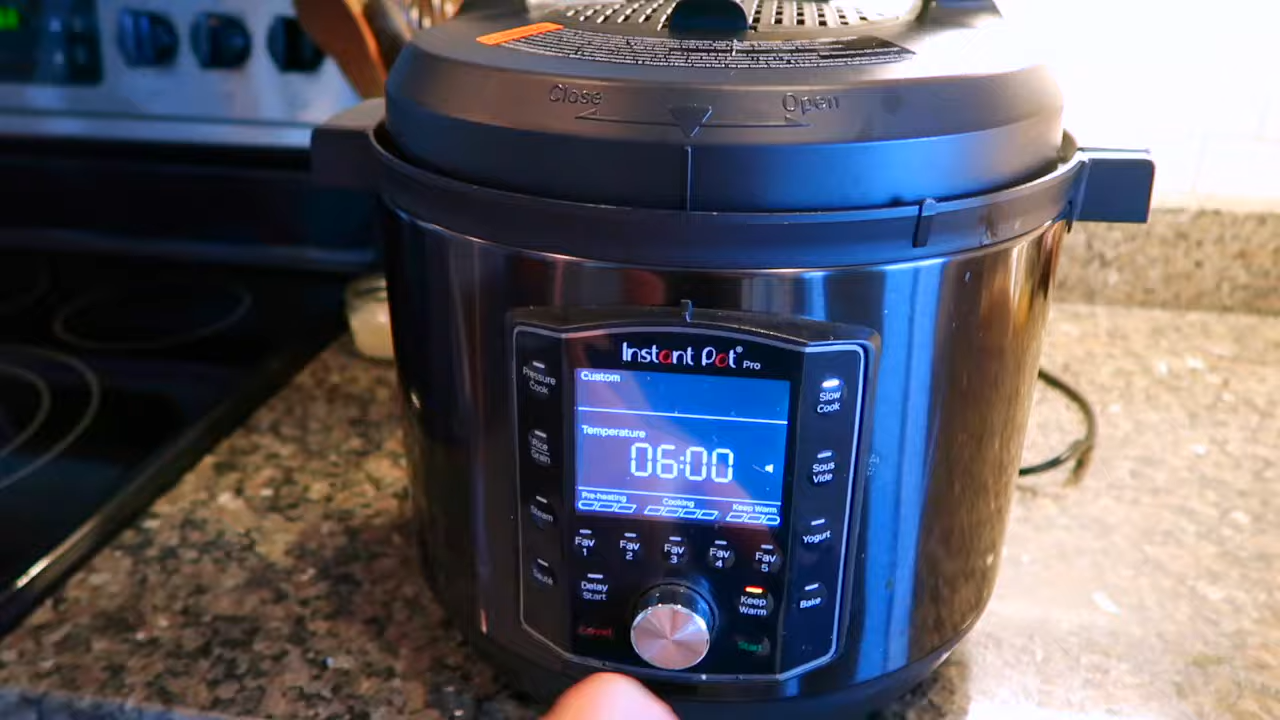 Close
Open
Instant Pot® Pro
Custom
Temperature
06:00
Pre-heating
Cooking
Keep Warm
Pressure
Cook
Rice
Grain
Steam
Sauté
Slow
Cook
Sous
Vide
Yogurt
Bake
Fav
1
Fav
2
Fav
3
Fav
4
Fav
5
Delay
Start
Keep
Warm
Cancel
Start